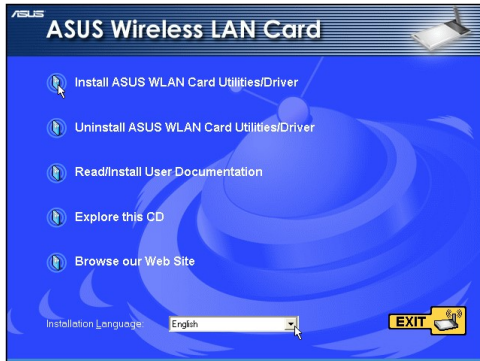 ASUS
ASUS Wireless LAN Card
Install ASUS WLAN Card Utilities/Driver
Uninstall ASUS WLAN Card Utilities/Driver
Read/Install User Documentation
Explore this CD
Browse our Web Site
Installation Language: English
EXIT